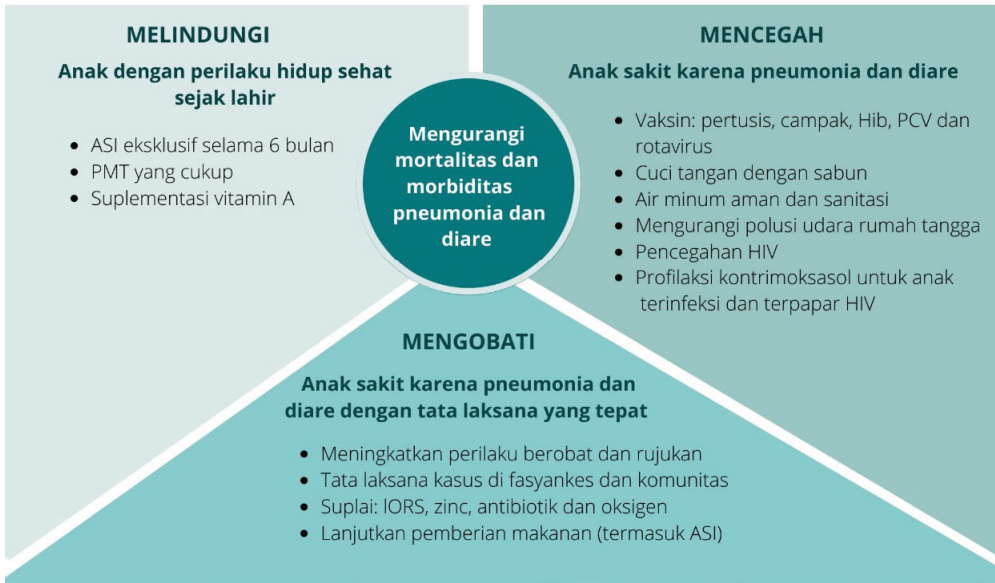 MELINDUNGI
Anak dengan perilaku hidup sehat
sejak lahir
• ASI eksklusif selama 6 bulan
• PMT yang cukup
• Suplementasi vitamin A
Mengurangi
mortalitas dan
morbiditas
pneumonia dan
diare
MENCEGAH
Anak sakit karena pneumonia dan diare
• Vaksin: pertusis, campak, Hib, PCV dan
rotavirus
• Cuci tangan dengan sabun
• Air minum aman dan sanitasi
• Mengurangi polusi udara rumah tangga
• Pencegahan HIV
• Profilaksi kontrimoksasol untuk anak
terinfeksi dan terpapar HIV
MENGOBATI
Anak sakit karena pneumonia dan
diare dengan tata laksana yang tepat
• Meningkatkan perilaku berobat dan rujukan
• Tata laksana kasus di fasyankes dan komunitas
• Suplai: lORS, zinc, antibiotik dan oksigen
• Lanjutkan pemberian makanan (termasuk ASI)